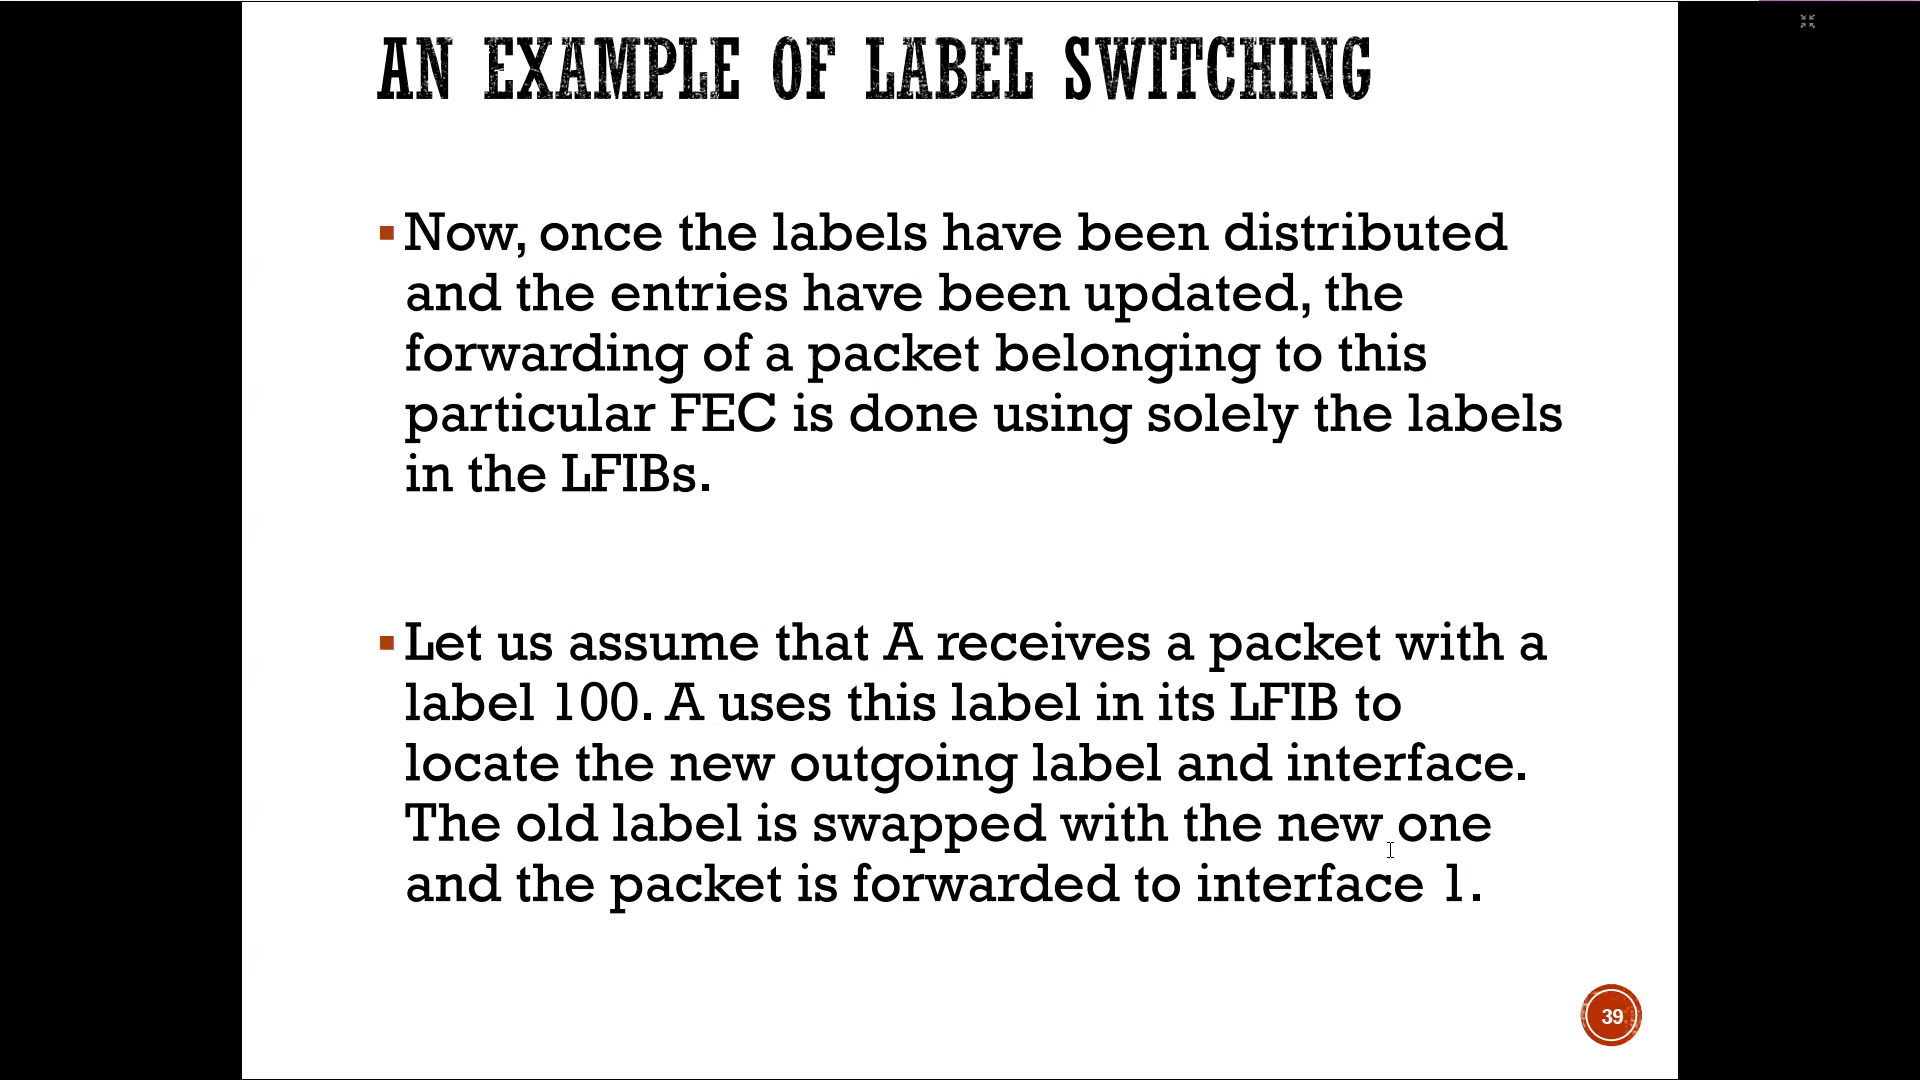 AN EXAMPLE OF LABEL SWITCHING
▪ Now, once the labels have been distributed
and the entries have been updated, the
forwarding of a packet belonging to this
particular FEC is done using solely the labels
in the LFIBs.
▪ Let us assume that A receives a packet with a
label 100. A uses this label in its LFIB to
locate the new outgoing label and interface.
The old label is swapped with the new one
and the packet is forwarded to interface 1.
39